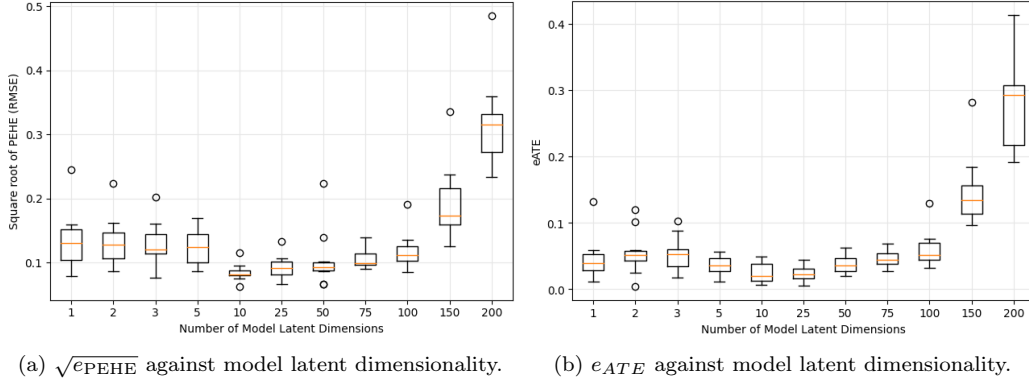 0.5
0.4
0.3
0.2
0.1
Square root of PEHE (RMSE)
1 2 3 5 10 25 50 75 100 150 200
Number of Model Latent Dimensions
(a) √e_PEHE against model latent dimensionality.
0.4
0.3
0.2
0.1
0.0
eATE
1 2 3 5 10 25 50 75 100 150 200
Number of Model Latent Dimensions
(b) e_ATE against model latent dimensionality.